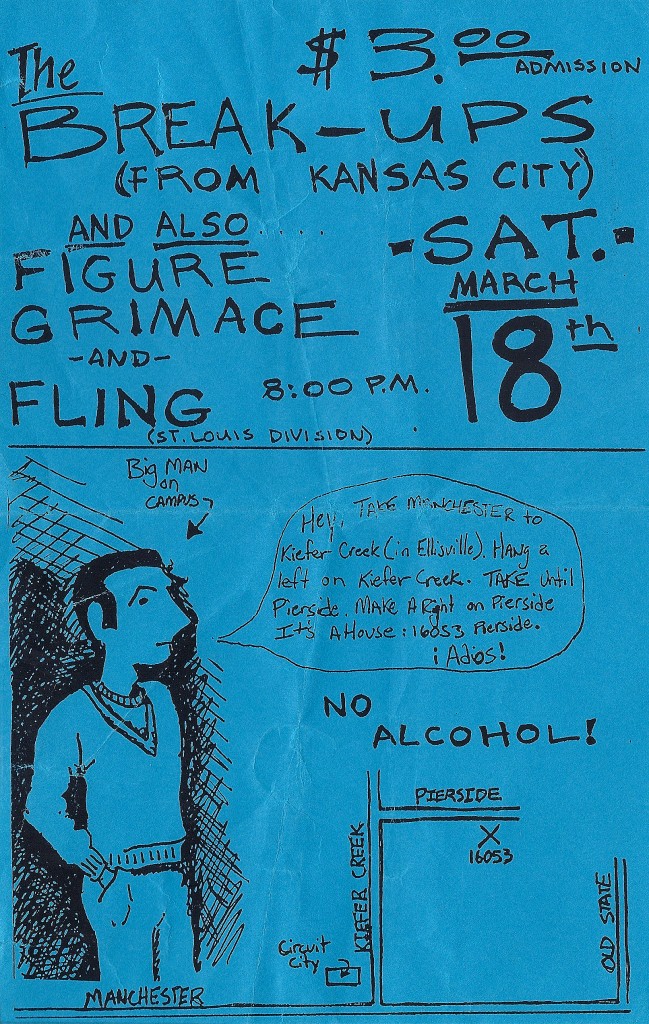 The
$3.00
ADMISSION
BREAK-UPS
(FROM KANSAS CITY)
AND ALSO....
FIGURE
GRIMACE
-AND-
FLING
(ST. LOUIS DIVISION)
8:00 P.M.
-SAT.-
MARCH
18th
Big MAN
on
CAMPUS
Hey, TAKE MANCHESTER to
Kiefer Creek (in Ellisville). HANG a
left on Kiefer Creek. TAKE Until
Pierside. MAKE A Right on Pierside
It's A House: 16053 Pierside.
¡Adios!
NO
ALCOHOL!
PIERSIDE
X
16053
KIEFER CREEK
OLD STATE
Circuit
City
MANCHESTER